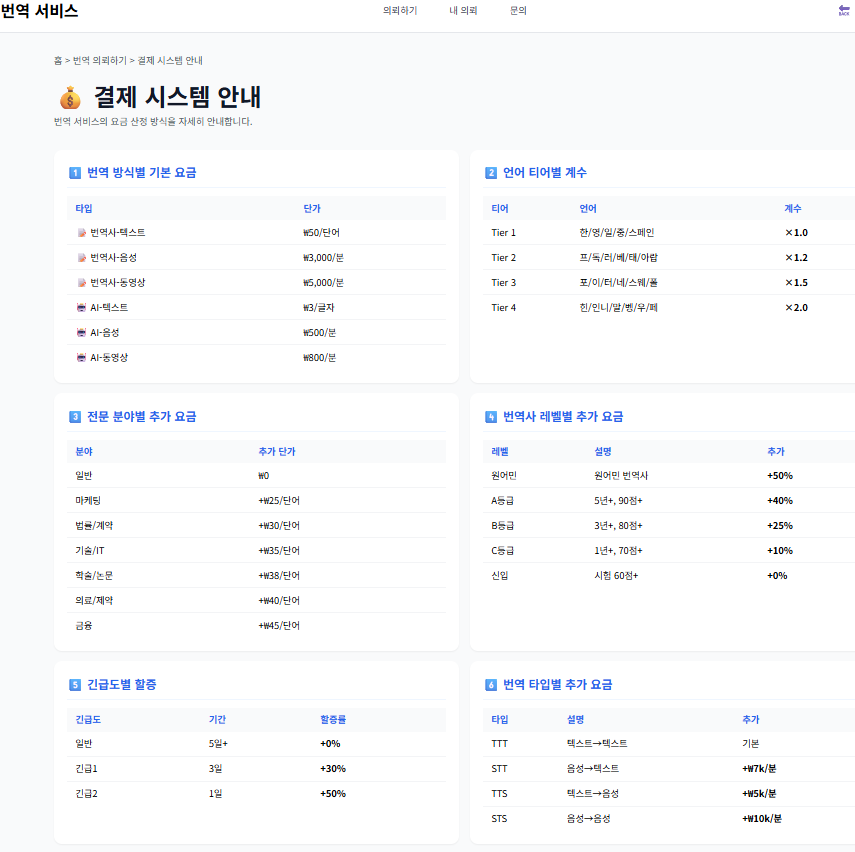 번역 서비스
의뢰하기 내 의뢰 문의
BACK
홈 > 번역 의뢰하기 > 결제 시스템 안내
결제 시스템 안내
번역 서비스의 요금 산정 방식을 자세히 안내합니다.
1 번역 방식별 기본 요금
타입 단가
번역사-텍스트 ₩50/단어
번역사-음성 ₩3,000/분
번역사-동영상 ₩5,000/분
AI-텍스트 ₩3/글자
AI-음성 ₩500/분
AI-동영상 ₩800/분
2 언어 티어별 계수
티어 언어 계수
Tier 1 한/영/일/중/스페인 ×1.0
Tier 2 프/독/러/베/태/아랍 ×1.2
Tier 3 포/이/터/네/스웨/폴 ×1.5
Tier 4 힌/인니/말/벵/우/페 ×2.0
3 전문 분야별 추가 요금
분야 추가 단가
일반 ₩0
마케팅 +₩25/단어
법률/계약 +₩30/단어
기술/IT +₩35/단어
학술/논문 +₩38/단어
의료/제약 +₩40/단어
금융 +₩45/단어
4 번역사 레벨별 추가 요금
레벨 설명 추가
원어민 원어민 번역사 +50%
A등급 5년+, 90점+ +40%
B등급 3년+, 80점+ +25%
C등급 1년+, 70점+ +10%
신입 시험 60점+ +0%
5 긴급도별 할증
긴급도 기간 할증률
일반 5일+ +0%
긴급1 3일 +30%
긴급2 1일 +50%
6 번역 타입별 추가 요금
타입 설명 추가
TTT 텍스트→텍스트 기본
STT 음성→텍스트 +₩7k/분
TTS 텍스트→음성 +₩5k/분
STS 음성→음성 +₩10k/분